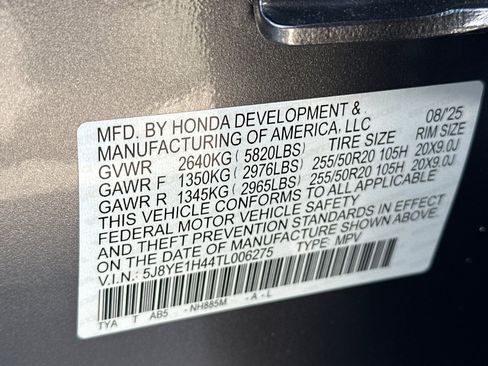 MFD. BY HONDA DEVELOPMENT & 08/'25
MANUFACTURING OF AMERICA, LLC
GVWR 2640KG(5820LBS) TIRE SIZE RIM SIZE
GAWR F 1350KG(2976LBS) 255/50R20 105H 20X9.0J
GAWR R 1345KG(2965LBS) 255/50R20 105H 20X9.0J
THIS VEHICLE CONFORMS TO ALL APPLICABLE
FEDERAL MOTOR VEHICLE SAFETY, BUMPER,
AND THEFT PREVENTION STANDARDS IN EFFECT
ON THE DATE OF MANUFACTURE SHOWN ABOVE.
V.I.N.: 5J8YE1H44TL006275 TYPE: MPV
TYA T AB5 - NH885M - A - L